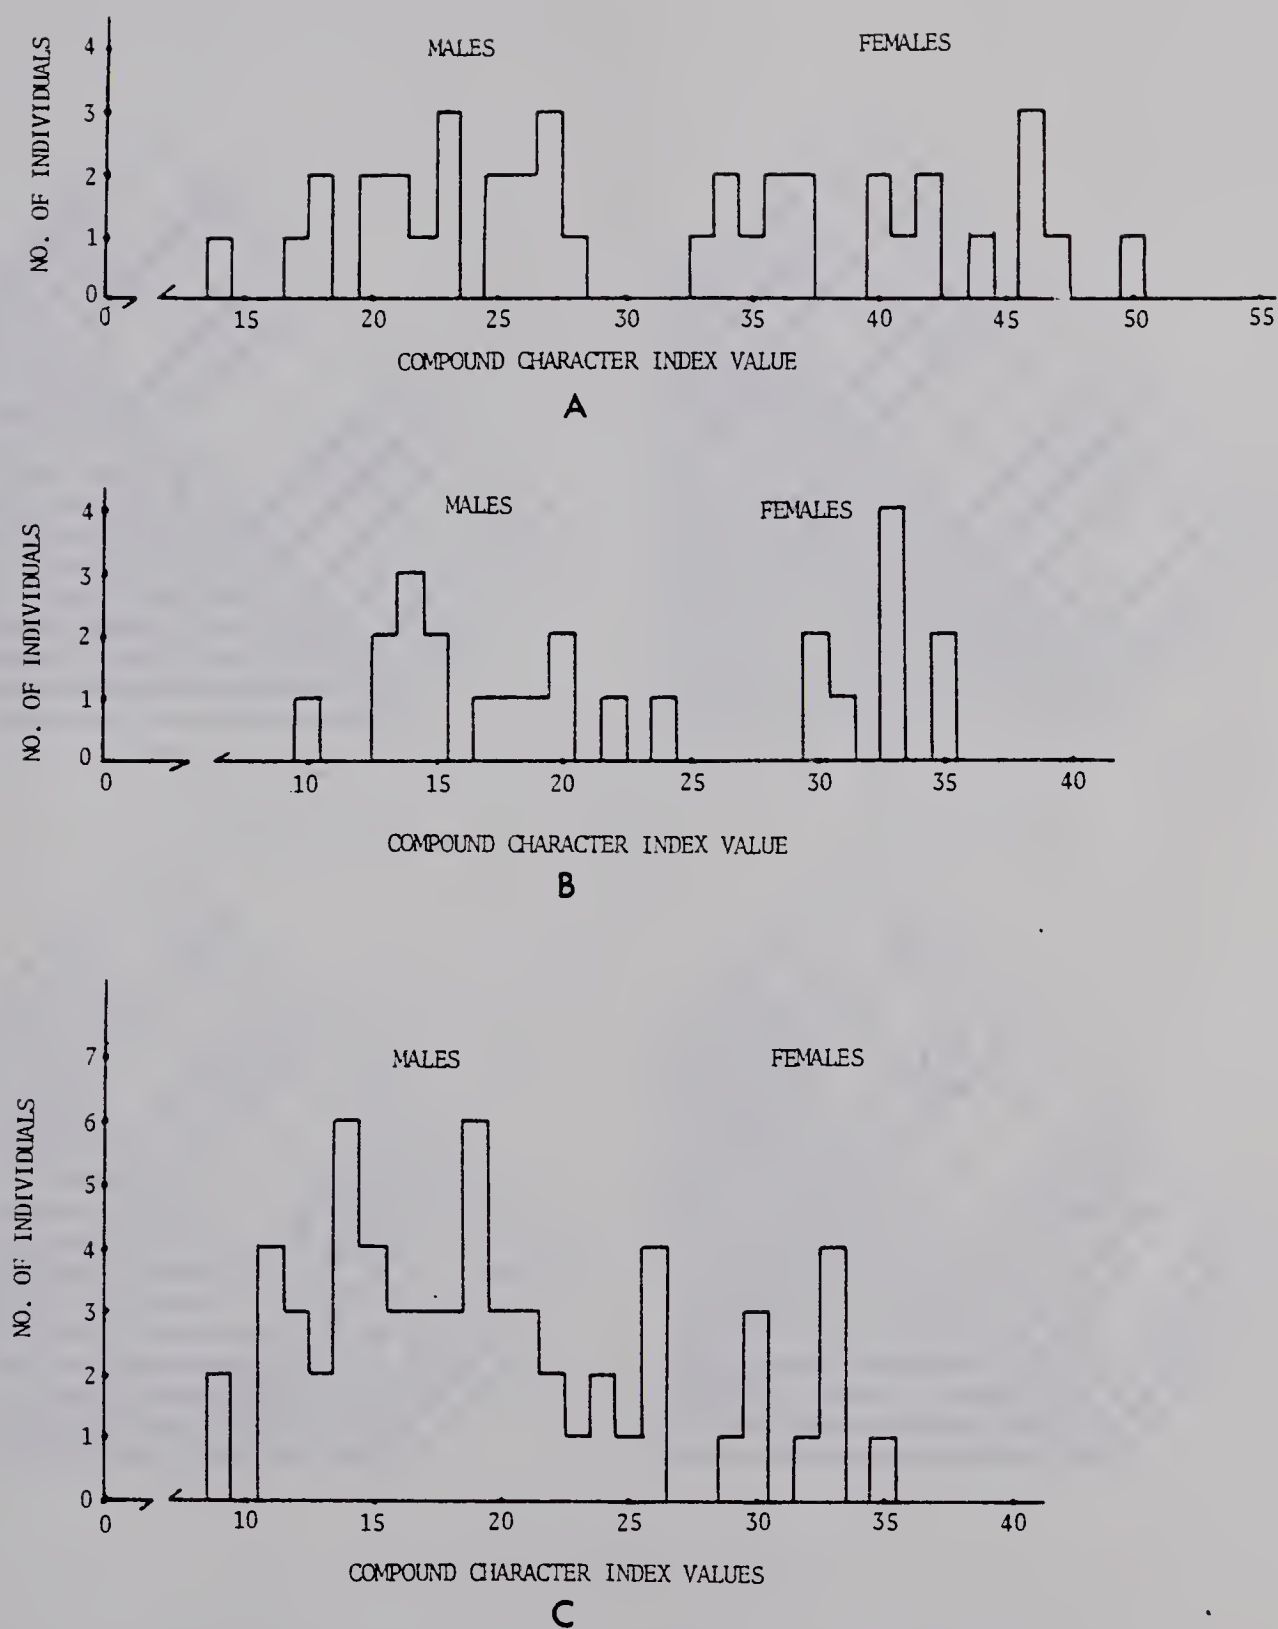 MALES FEMALES
NO. OF INDIVIDUALS
4
3
2
1
0
0 15 20 25 30 35 40 45 50 55
COMPOUND CHARACTER INDEX VALUE
A
MALES FEMALES
NO. OF INDIVIDUALS
4
3
2
1
0
0 10 15 20 25 30 35 40
COMPOUND CHARACTER INDEX VALUE
B
MALES FEMALES
NO. OF INDIVIDUALS
7
6
5
4
3
2
1
0
0 10 15 20 25 30 35 40
COMPOUND CHARACTER INDEX VALUES
C